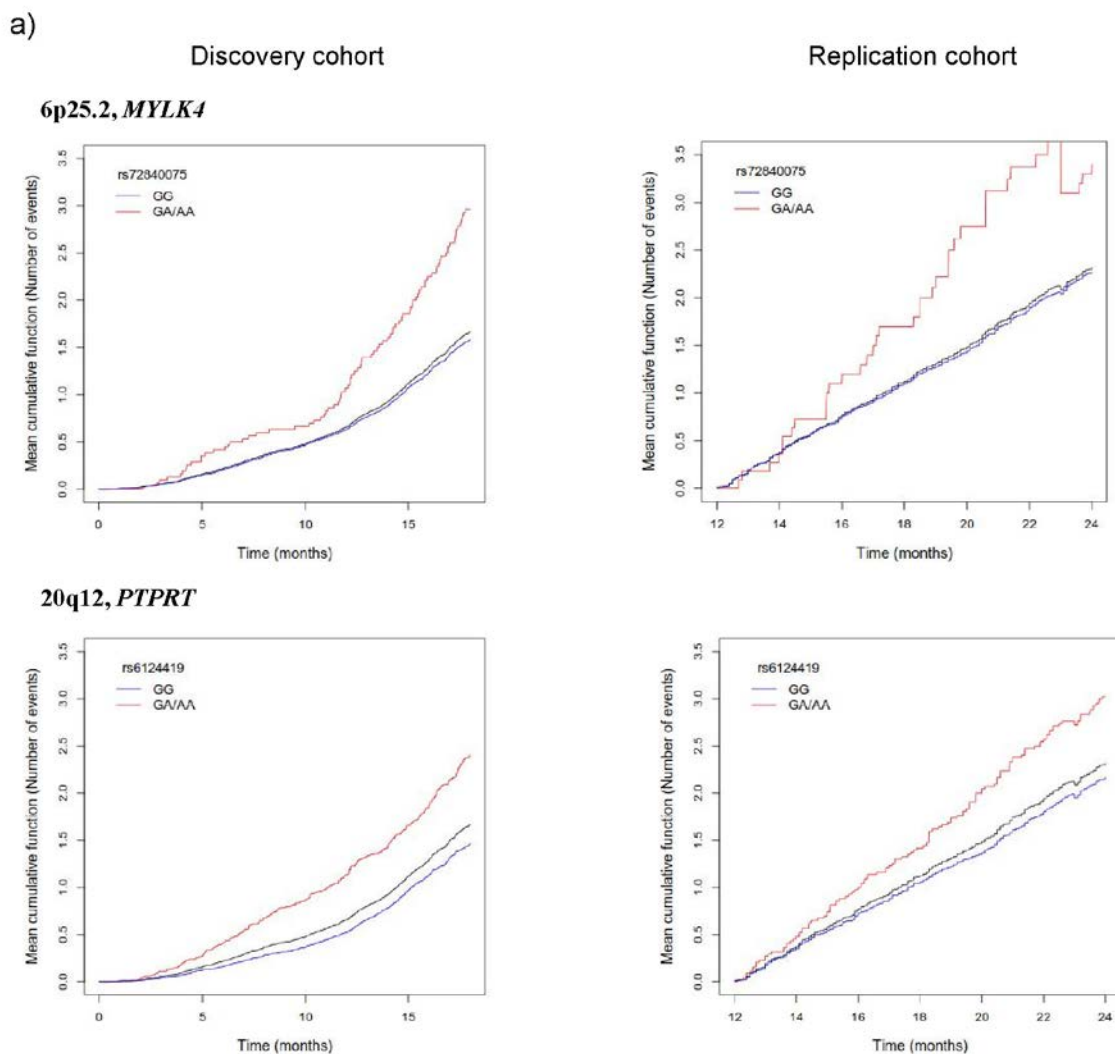 a)
Discovery cohort
Replication cohort
6p25.2, MYLK4
Mean cumulative function (Number of events)
3.5
3.0
2.5
2.0
1.5
1.0
0.5
0.0
rs72840075
GG
GA/AA
0 5 10 15
Time (months)
Mean cumulative function (Number of events)
3.5
3.0
2.5
2.0
1.5
1.0
0.5
0.0
rs72840075
GG
GA/AA
12 14 16 18 20 22 24
Time (months)
20q12, PTPRT
Mean cumulative function (Number of events)
3.5
3.0
2.5
2.0
1.5
1.0
0.5
0.0
rs6124419
GG
GA/AA
0 5 10 15
Time (months)
Mean cumulative function (Number of events)
3.5
3.0
2.5
2.0
1.5
1.0
0.5
0.0
rs6124419
GG
GA/AA
12 14 16 18 20 22 24
Time (months)